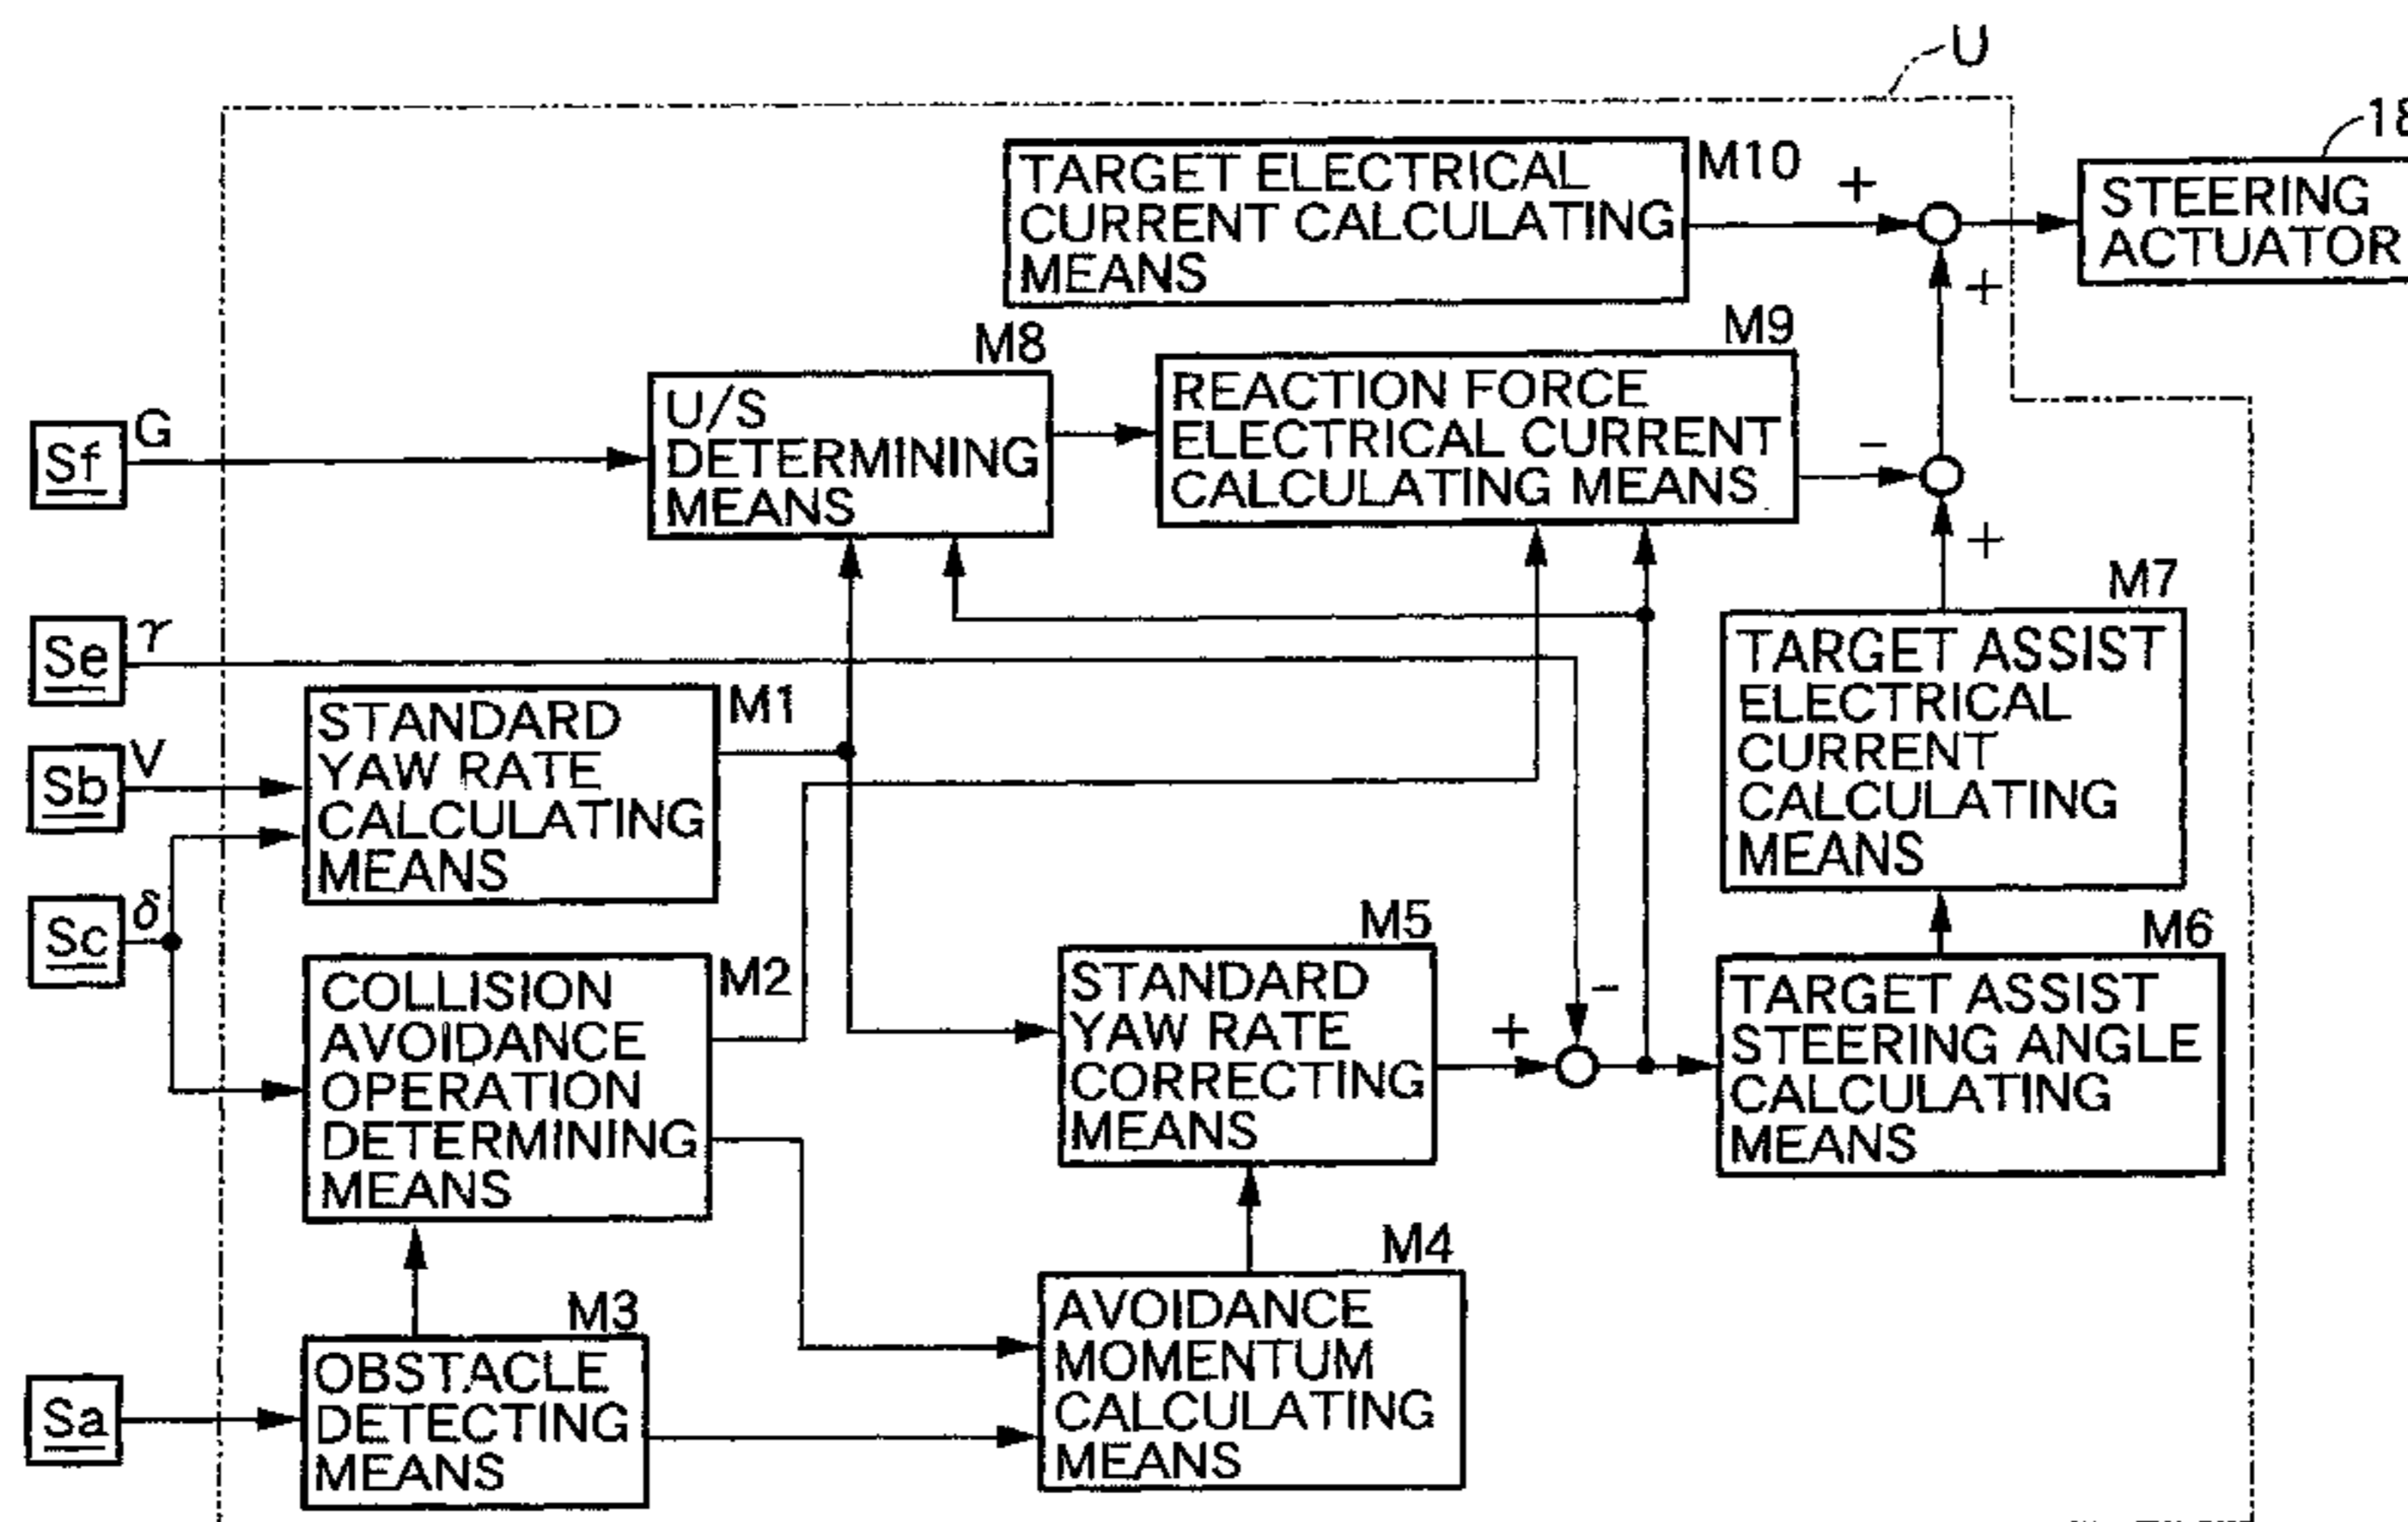 U
18
TARGET ELECTRICAL
CURRENT CALCULATING
MEANS
M10
+
STEERING
ACTUATOR
+
M8
M9
U/S
DETERMINING
MEANS
REACTION FORCE
ELECTRICAL CURRENT
CALCULATING MEANS
-
Sf
G
+
M7
Se
γ
TARGET ASSIST
ELECTRICAL
CURRENT
CALCULATING
MEANS
M1
STANDARD
YAW RATE
CALCULATING
MEANS
Sb
V
Sc
δ
M5
M6
M2
COLLISION
AVOIDANCE
OPERATION
DETERMINING
MEANS
STANDARD
YAW RATE
CORRECTING
MEANS
-
+
TARGET ASSIST
STEERING ANGLE
CALCULATING
MEANS
M4
M3
AVOIDANCE
MOMENTUM
CALCULATING
MEANS
OBSTACLE
DETECTING
MEANS
Sa